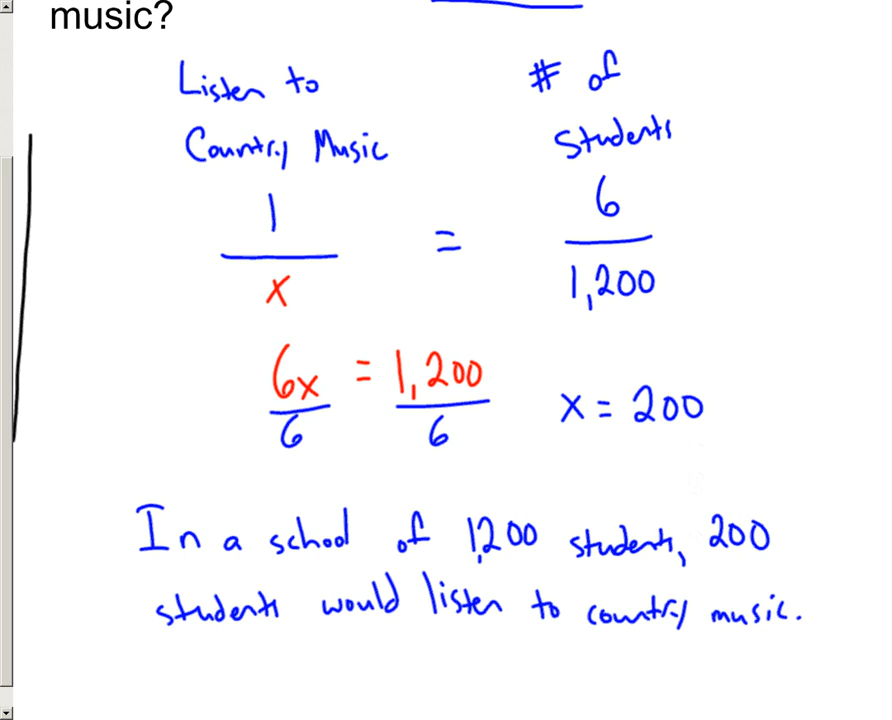 music?
Listen to # of
Country Music Students
1 = 6
x 1,200
6x = 1,200
6 6 x = 200
In a school of 1,200 students, 200
students would listen to country music.